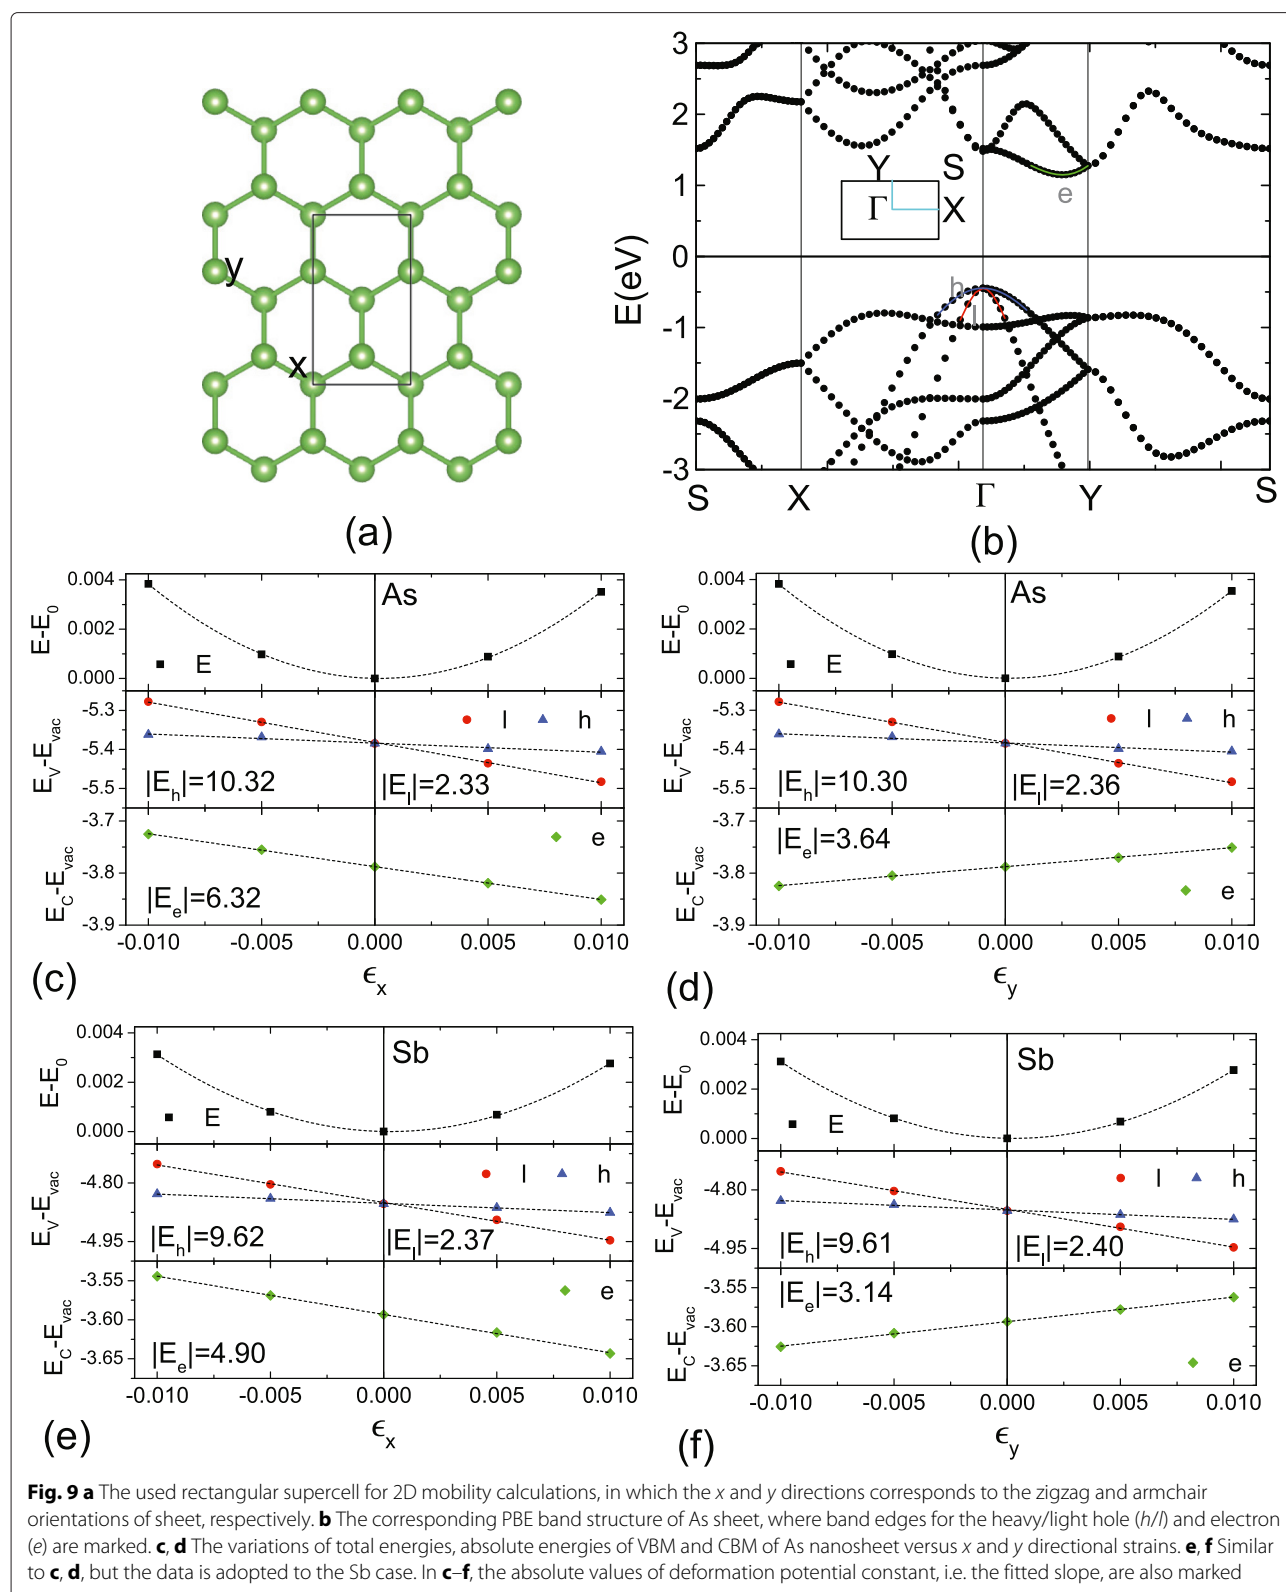 y
x
(a)
3
2
1
0
-1
-2
-3
E(eV)
Y S
Γ X
e
h
l
S X Γ Y S
(b)
0.004
0.002
0.000
E-E0
As
E
-5.3
-5.4
-5.5
EV-Evac
l h
|Eh|=10.32 |El|=2.33
-3.7
-3.8
-3.9
EC-Evac
e
|Ee|=6.32
-0.010 -0.005 0.000 0.005 0.010
ϵx
(c)
0.004
0.002
0.000
E-E0
As
E
-5.3
-5.4
-5.5
EV-Evac
l h
|Eh|=10.30 |El|=2.36
-3.7
-3.8
-3.9
EC-Evac
|Ee|=3.64
e
-0.010 -0.005 0.000 0.005 0.010
ϵy
(d)
0.004
0.002
0.000
E-E0
Sb
E
-4.80
-4.95
EV-Evac
l h
|Eh|=9.62 |El|=2.37
-3.55
-3.60
-3.65
EC-Evac
e
|Ee|=4.90
-0.010 -0.005 0.000 0.005 0.010
ϵx
(e)
0.004
0.002
0.000
E-E0
Sb
E
-4.80
-4.95
EV-Evac
l h
|Eh|=9.61 |El|=2.40
-3.55
-3.60
-3.65
EC-Evac
|Ee|=3.14
e
-0.010 -0.005 0.000 0.005 0.010
ϵy
(f)
Fig. 9 a The used rectangular supercell for 2D mobility calculations, in which the x and y directions corresponds to the zigzag and armchair
orientations of sheet, respectively. b The corresponding PBE band structure of As sheet, where band edges for the heavy/light hole (h/l) and electron
(e) are marked. c, d The variations of total energies, absolute energies of VBM and CBM of As nanosheet versus x and y directional strains. e, f Similar
to c, d, but the data is adopted to the Sb case. In c–f, the absolute values of deformation potential constant, i.e. the fitted slope, are also marked